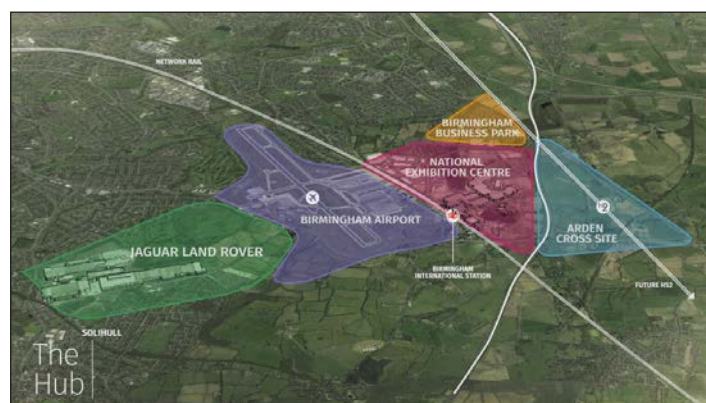 NETWORK RAIL
BIRMINGHAM
BUSINESS PARK
NATIONAL
EXHIBITION CENTRE
BIRMINGHAM AIRPORT
ARDEN
CROSS SITE
JAGUAR LAND ROVER
BIRMINGHAM
INTERNATIONAL STATION
FUTURE HS2
SOLIHULL
The
Hub